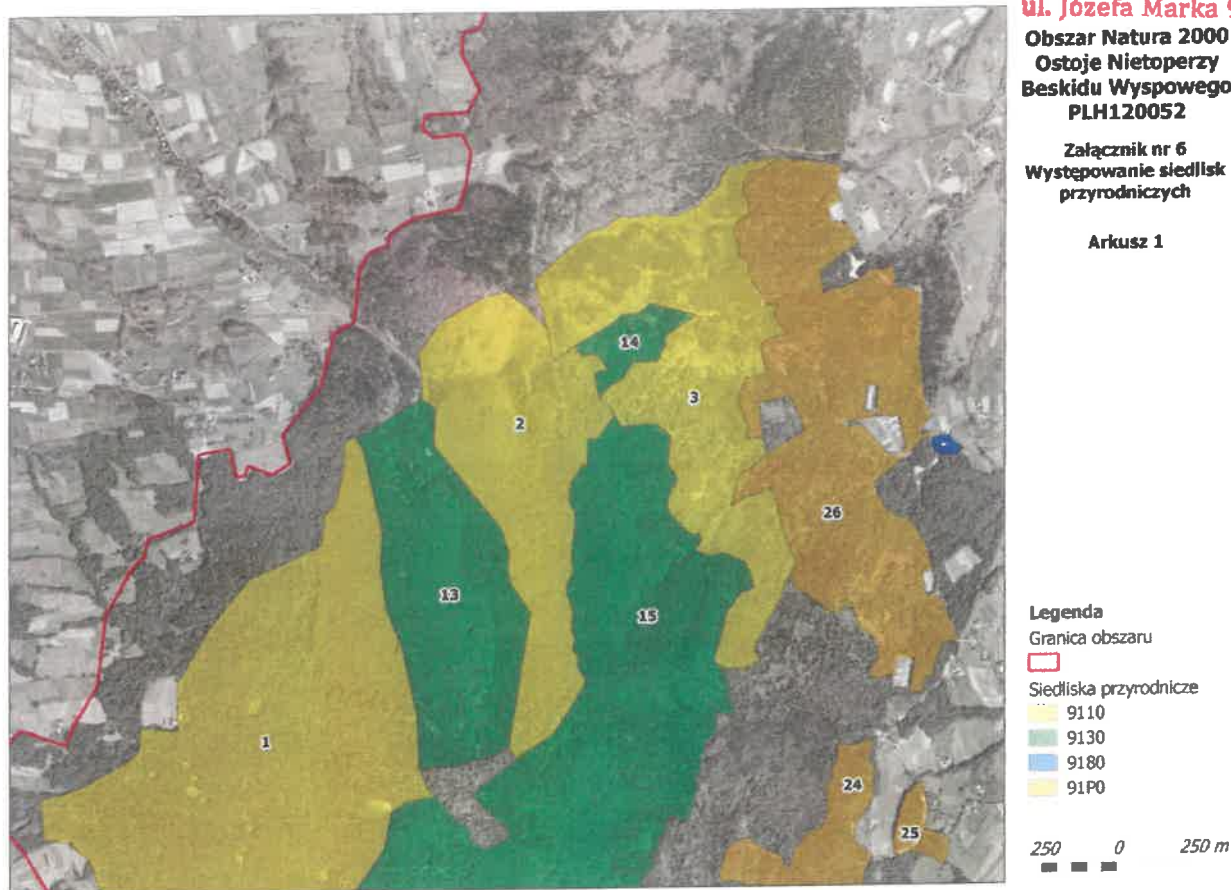 ul. Józefa Marka 9
Obszar Natura 2000
Ostoje Nietoperzy
Beskidu Wyspowego
PLH120052
Załącznik nr 6
Występowanie siedlisk
przyrodniczych
Arkusz 1
14
3
2
26
13
15
1
24
25
Legenda
Granica obszaru
Siedliska przyrodnicze
9110
9130
9180
91P0
250 0 250 m